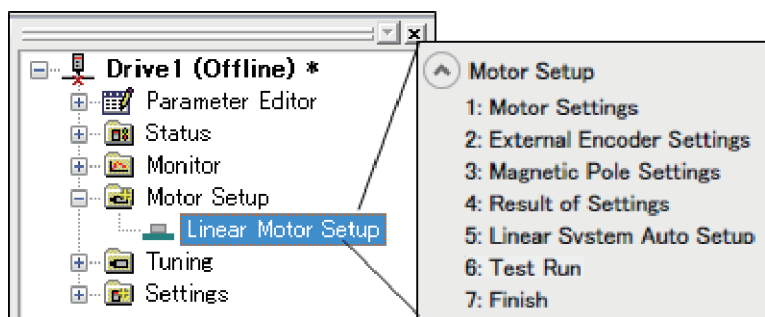 Drive1 (Offline) *
Parameter Editor
Status
Monitor
Motor Setup
Linear Motor Setup
Tuning
Settings
Motor Setup
1: Motor Settings
2: External Encoder Settings
3: Magnetic Pole Settings
4: Result of Settings
5: Linear System Auto Setup
6: Test Run
7: Finish